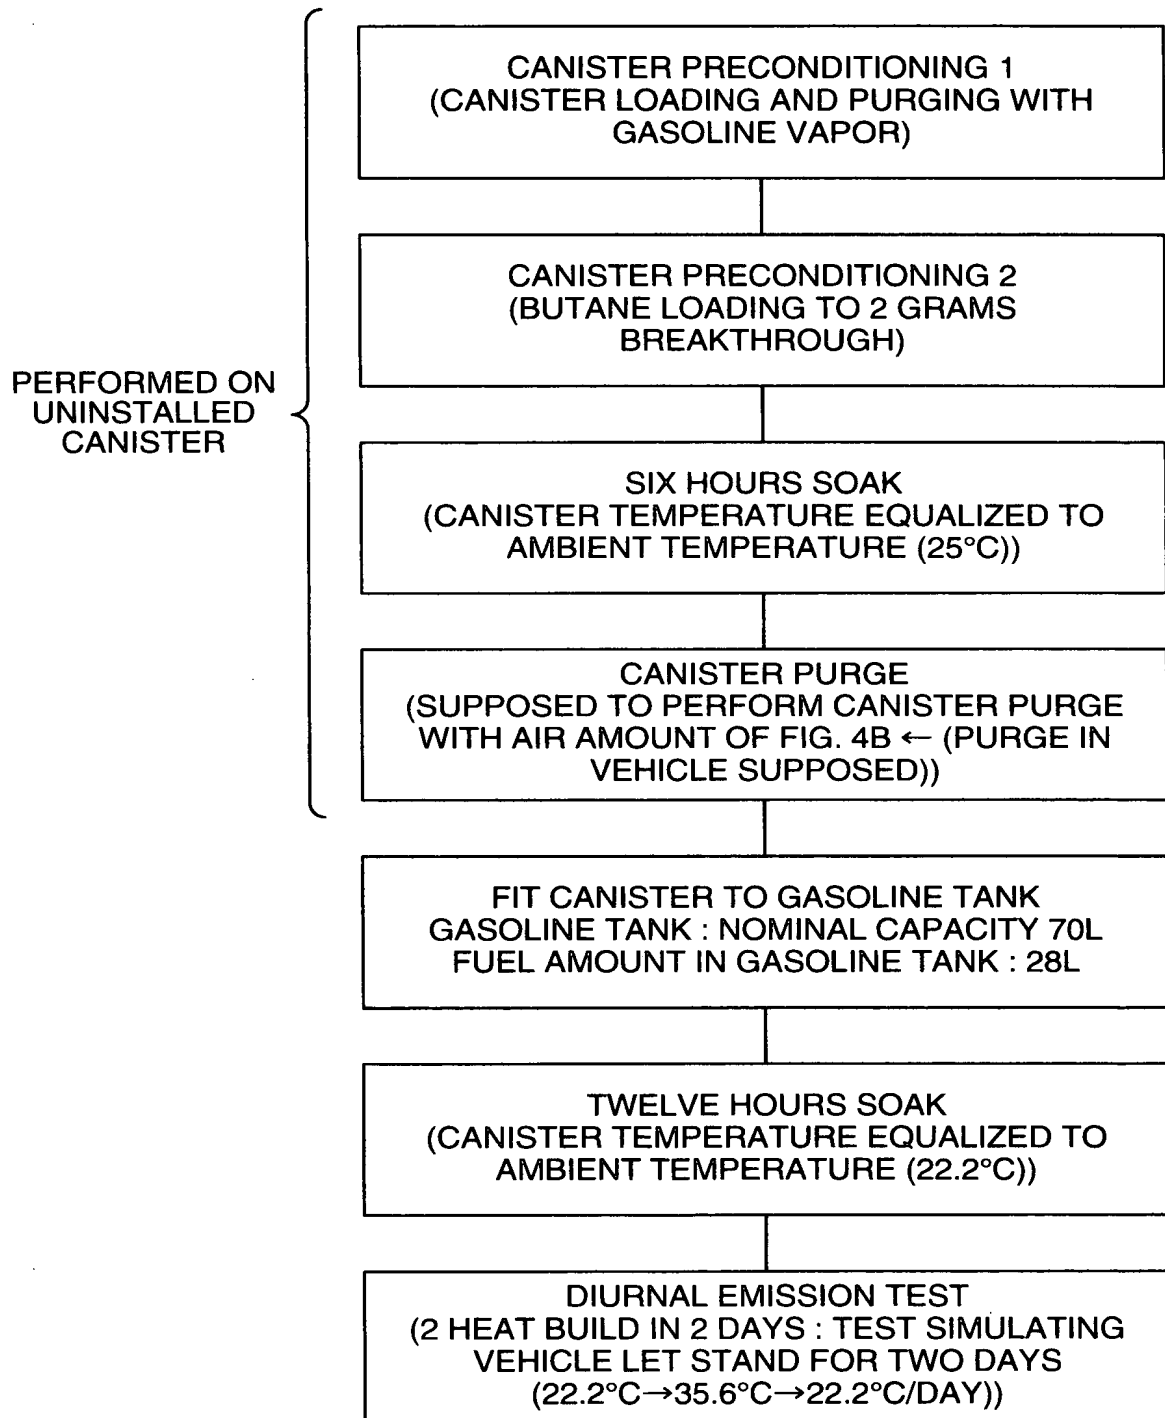 CANISTER PRECONDITIONING 1
(CANISTER LOADING AND PURGING WITH
GASOLINE VAPOR)
CANISTER PRECONDITIONING 2
(BUTANE LOADING TO 2 GRAMS
BREAKTHROUGH)
PERFORMED ON
UNINSTALLED
CANISTER
SIX HOURS SOAK
(CANISTER TEMPERATURE EQUALIZED TO
AMBIENT TEMPERATURE (25°C))
CANISTER PURGE
(SUPPOSED TO PERFORM CANISTER PURGE
WITH AIR AMOUNT OF FIG. 4B ← (PURGE IN
VEHICLE SUPPOSED))
FIT CANISTER TO GASOLINE TANK
GASOLINE TANK : NOMINAL CAPACITY 70L
FUEL AMOUNT IN GASOLINE TANK : 28L
TWELVE HOURS SOAK
(CANISTER TEMPERATURE EQUALIZED TO
AMBIENT TEMPERATURE (22.2°C))
DIURNAL EMISSION TEST
(2 HEAT BUILD IN 2 DAYS : TEST SIMULATING
VEHICLE LET STAND FOR TWO DAYS
(22.2°C→35.6°C→22.2°C/DAY))